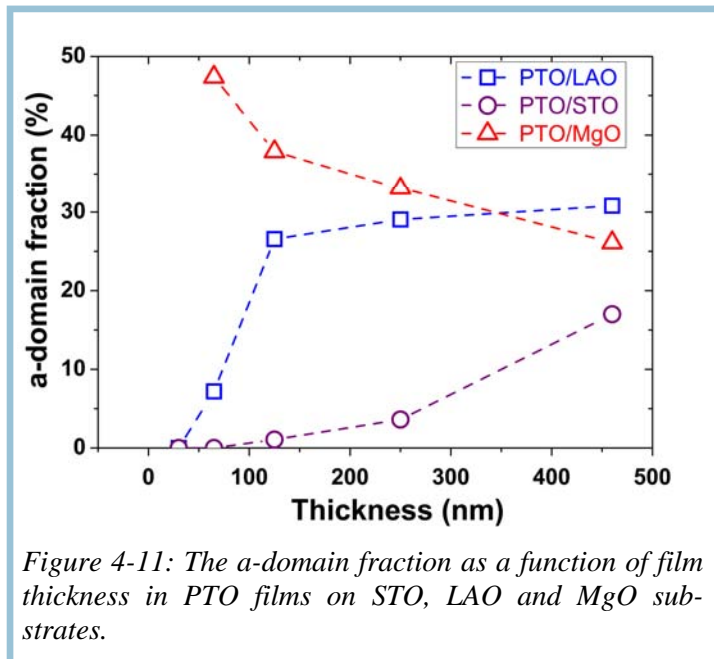 50
40
30
20
10
0
a-domain fraction (%)
PTO/LAO
PTO/STO
PTO/MgO
0 100 200 300 400 500
Thickness (nm)
Figure 4-11: The a-domain fraction as a function of film
thickness in PTO films on STO, LAO and MgO sub-
strates.